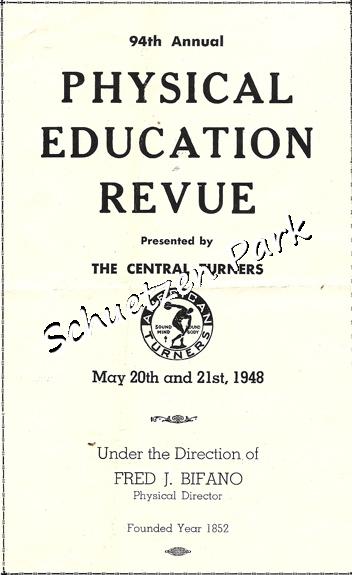 94th Annual
PHYSICAL
EDUCATION
REVUE
Presented by
THE CENTRAL TURNERS
Schuetzen Park
AMERICAN
SOUND MIND
SOUND BODY
TURNERS
May 20th and 21st, 1948
Under the Direction of
FRED J. BIFANO
Physical Director
Founded Year 1852